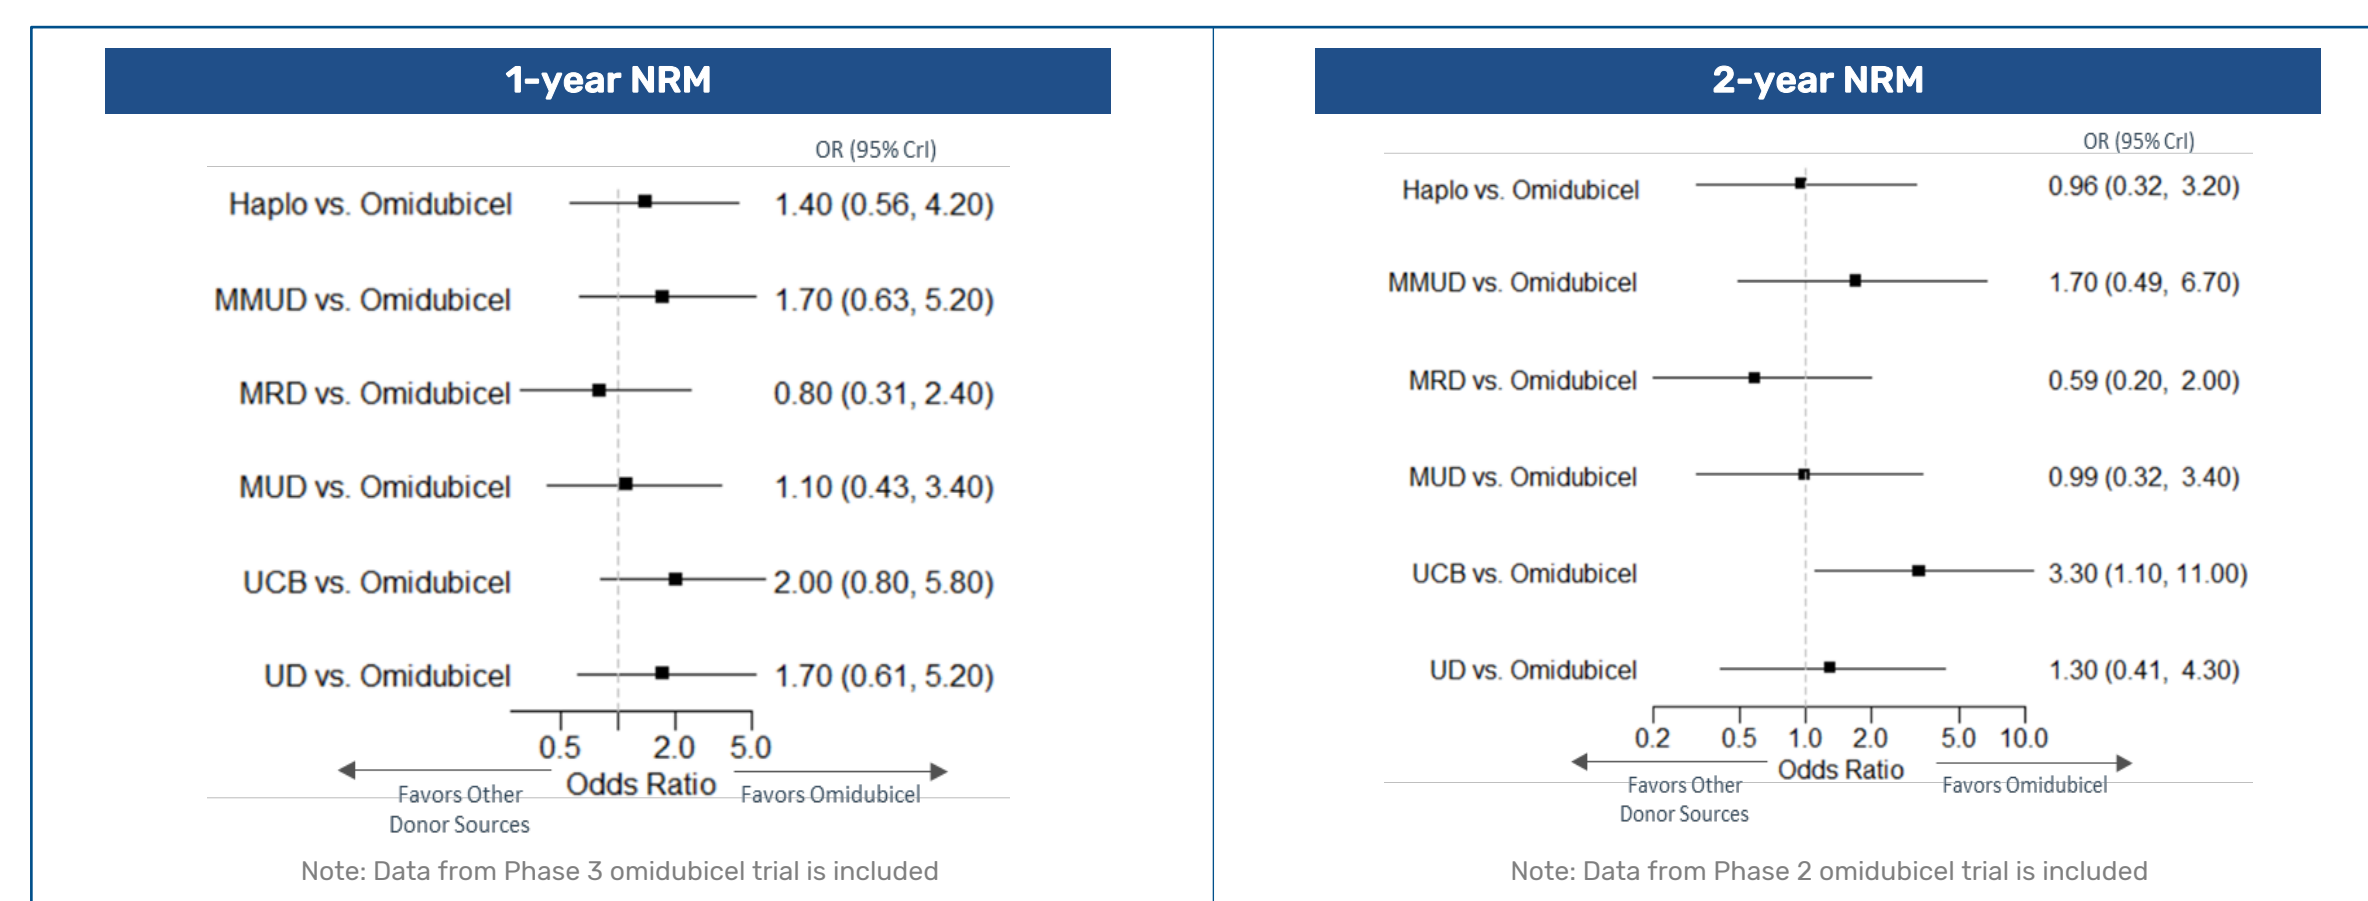 1-year NRM
OR (95% CrI)
Haplo vs. Omidubicel 1.40 (0.56, 4.20)
MMUD vs. Omidubicel 1.70 (0.63, 5.20)
MRD vs. Omidubicel 0.80 (0.31, 2.40)
MUD vs. Omidubicel 1.10 (0.43, 3.40)
UCB vs. Omidubicel 2.00 (0.80, 5.80)
UD vs. Omidubicel 1.70 (0.61, 5.20)
0.5 2.0 5.0
Odds Ratio
Favors Other
Donor Sources
Favors Omidubicel
Note: Data from Phase 3 omidubicel trial is included
2-year NRM
OR (95% CrI)
Haplo vs. Omidubicel 0.96 (0.32, 3.20)
MMUD vs. Omidubicel 1.70 (0.49, 6.70)
MRD vs. Omidubicel 0.59 (0.20, 2.00)
MUD vs. Omidubicel 0.99 (0.32, 3.40)
UCB vs. Omidubicel 3.30 (1.10, 11.00)
UD vs. Omidubicel 1.30 (0.41, 4.30)
0.2 0.5 1.0 2.0 5.0 10.0
Odds Ratio
Favors Other
Donor Sources
Favors Omidubicel
Note: Data from Phase 2 omidubicel trial is included